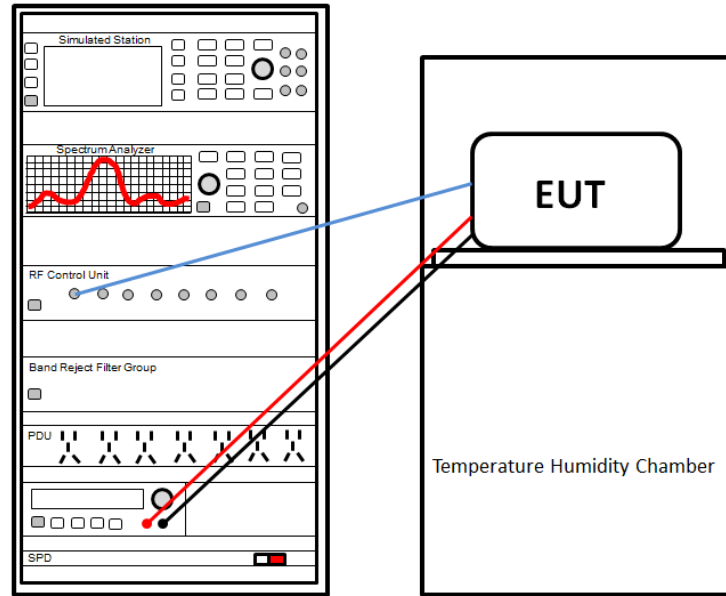 Simulated Station
Spectrum Analyzer
RF Control Unit
Band Reject Filter Group
PDU
SPD
EUT
Temperature Humidity Chamber